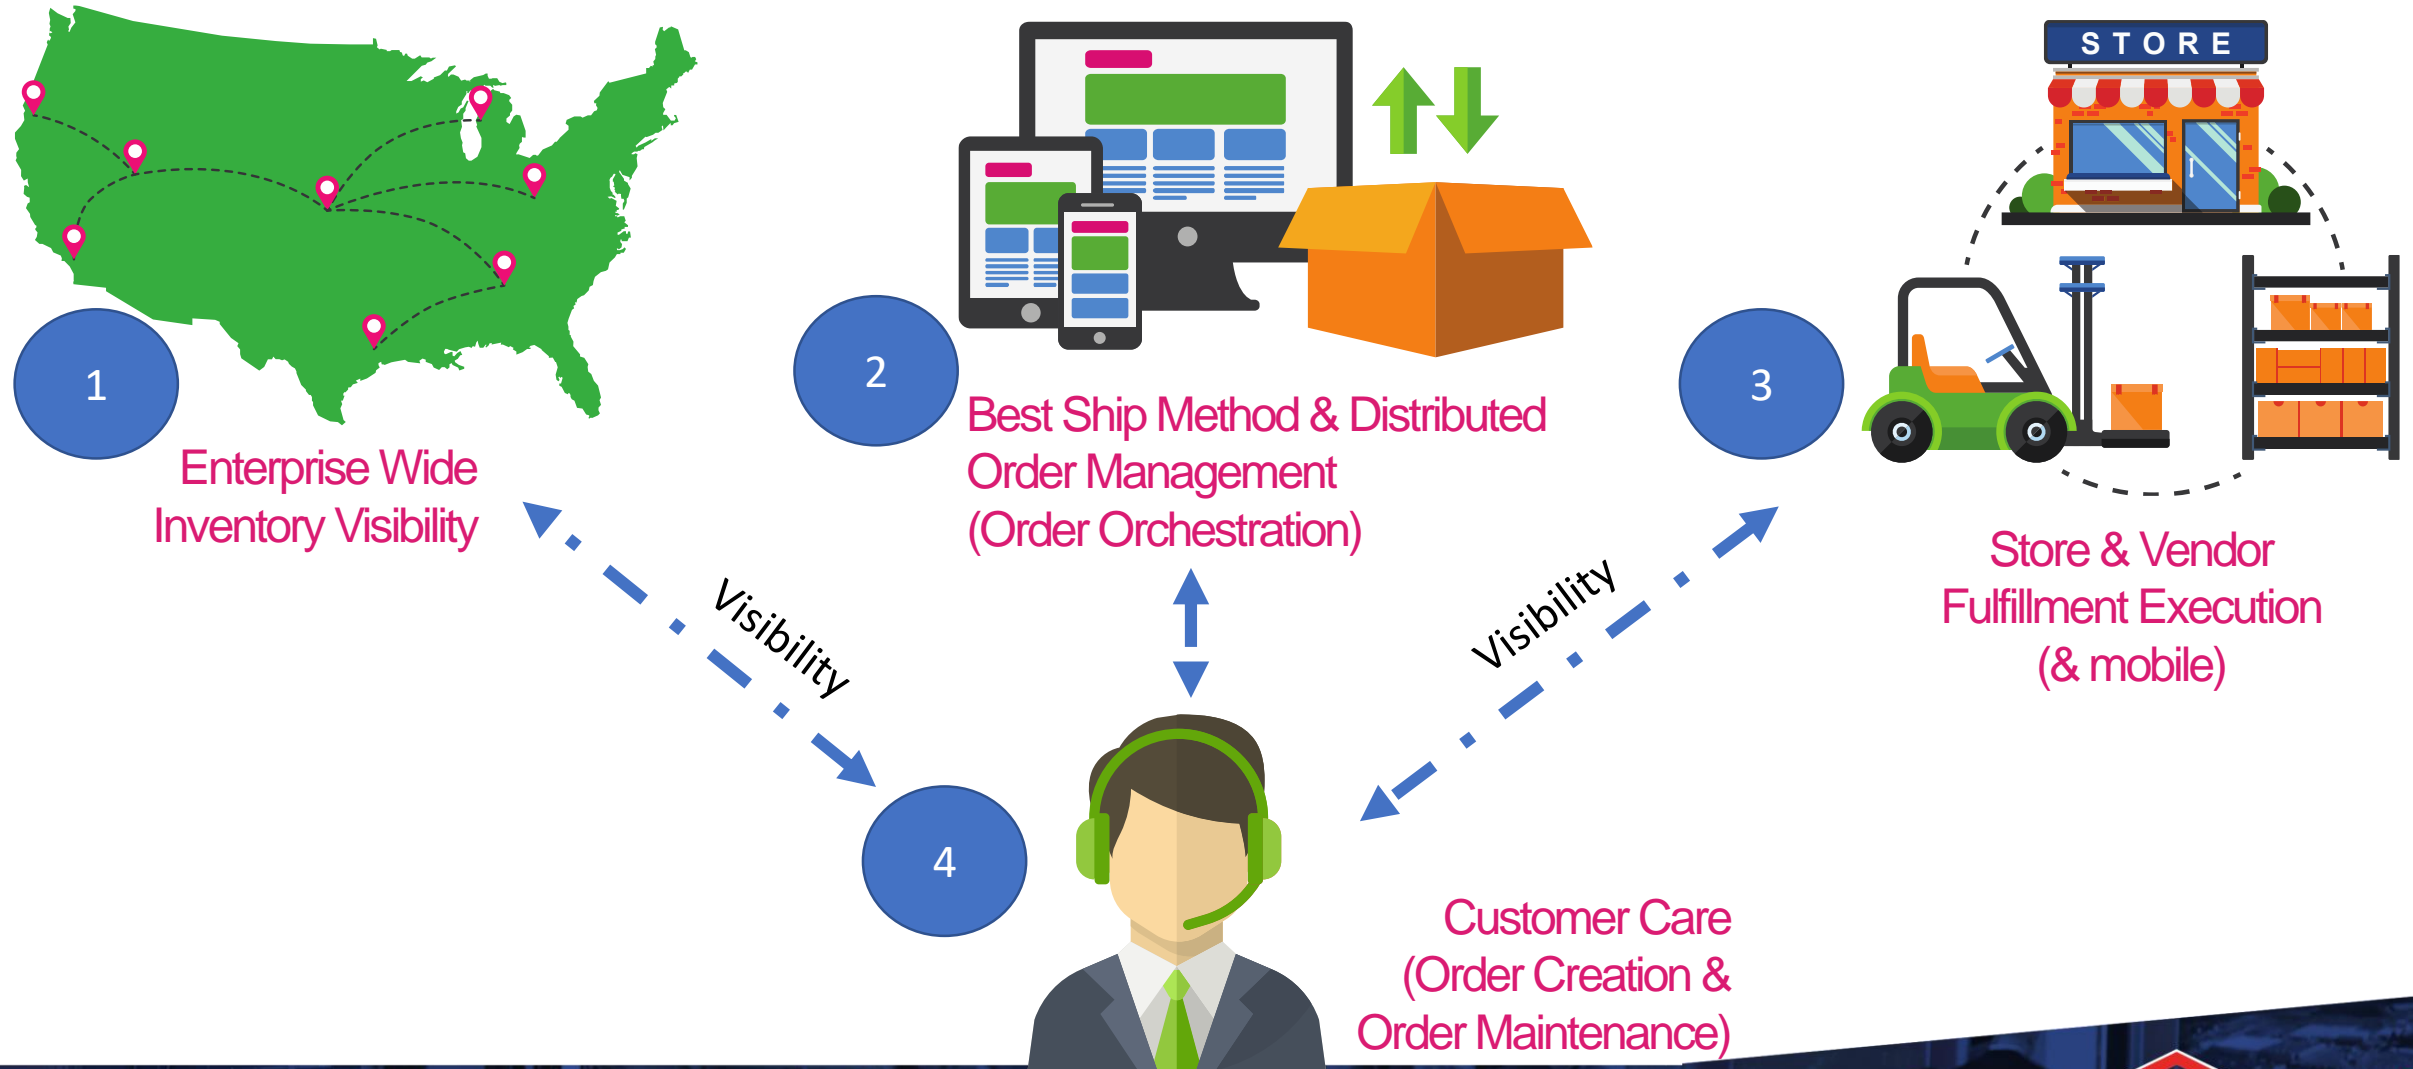 STORE
1
Enterprise Wide
Inventory Visibility
2
Best Ship Method & Distributed
Order Management
(Order Orchestration)
3
Store & Vendor
Fulfillment Execution
(& mobile)
Visibility
Visibility
4
Customer Care
(Order Creation &
Order Maintenance)